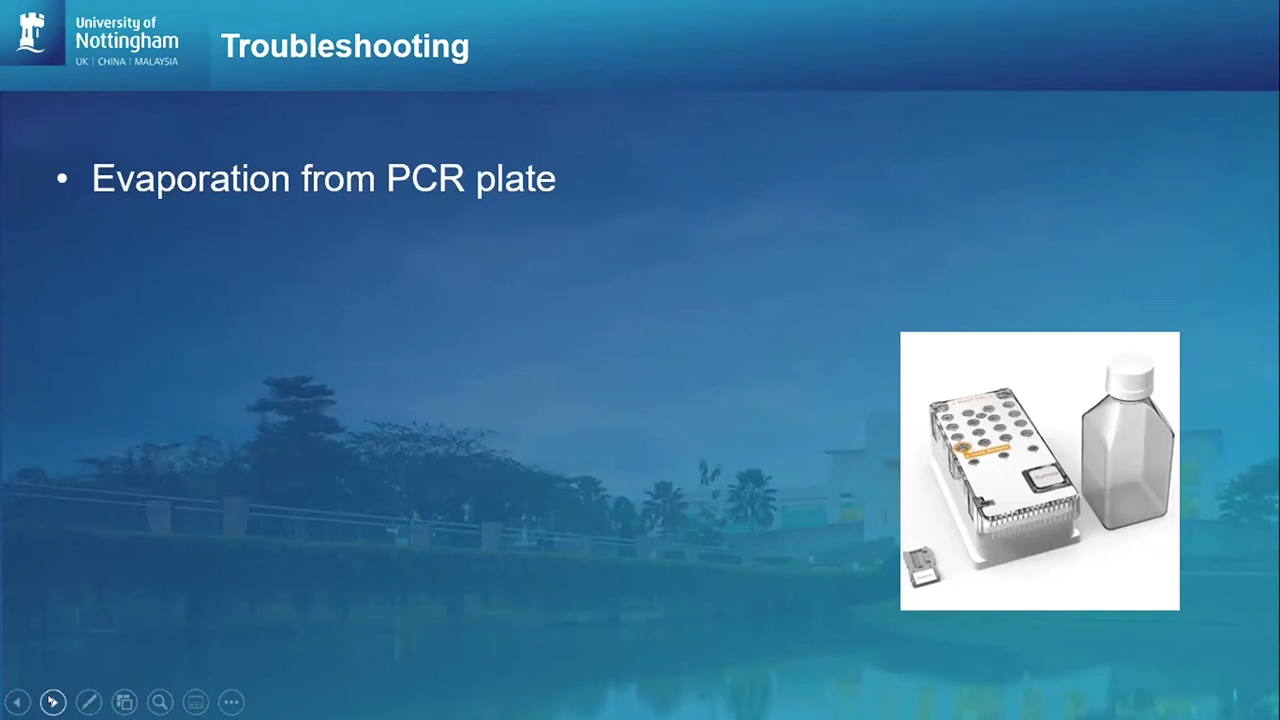 University of
Nottingham
UK | CHINA | MALAYSIA
Troubleshooting
• Evaporation from PCR plate